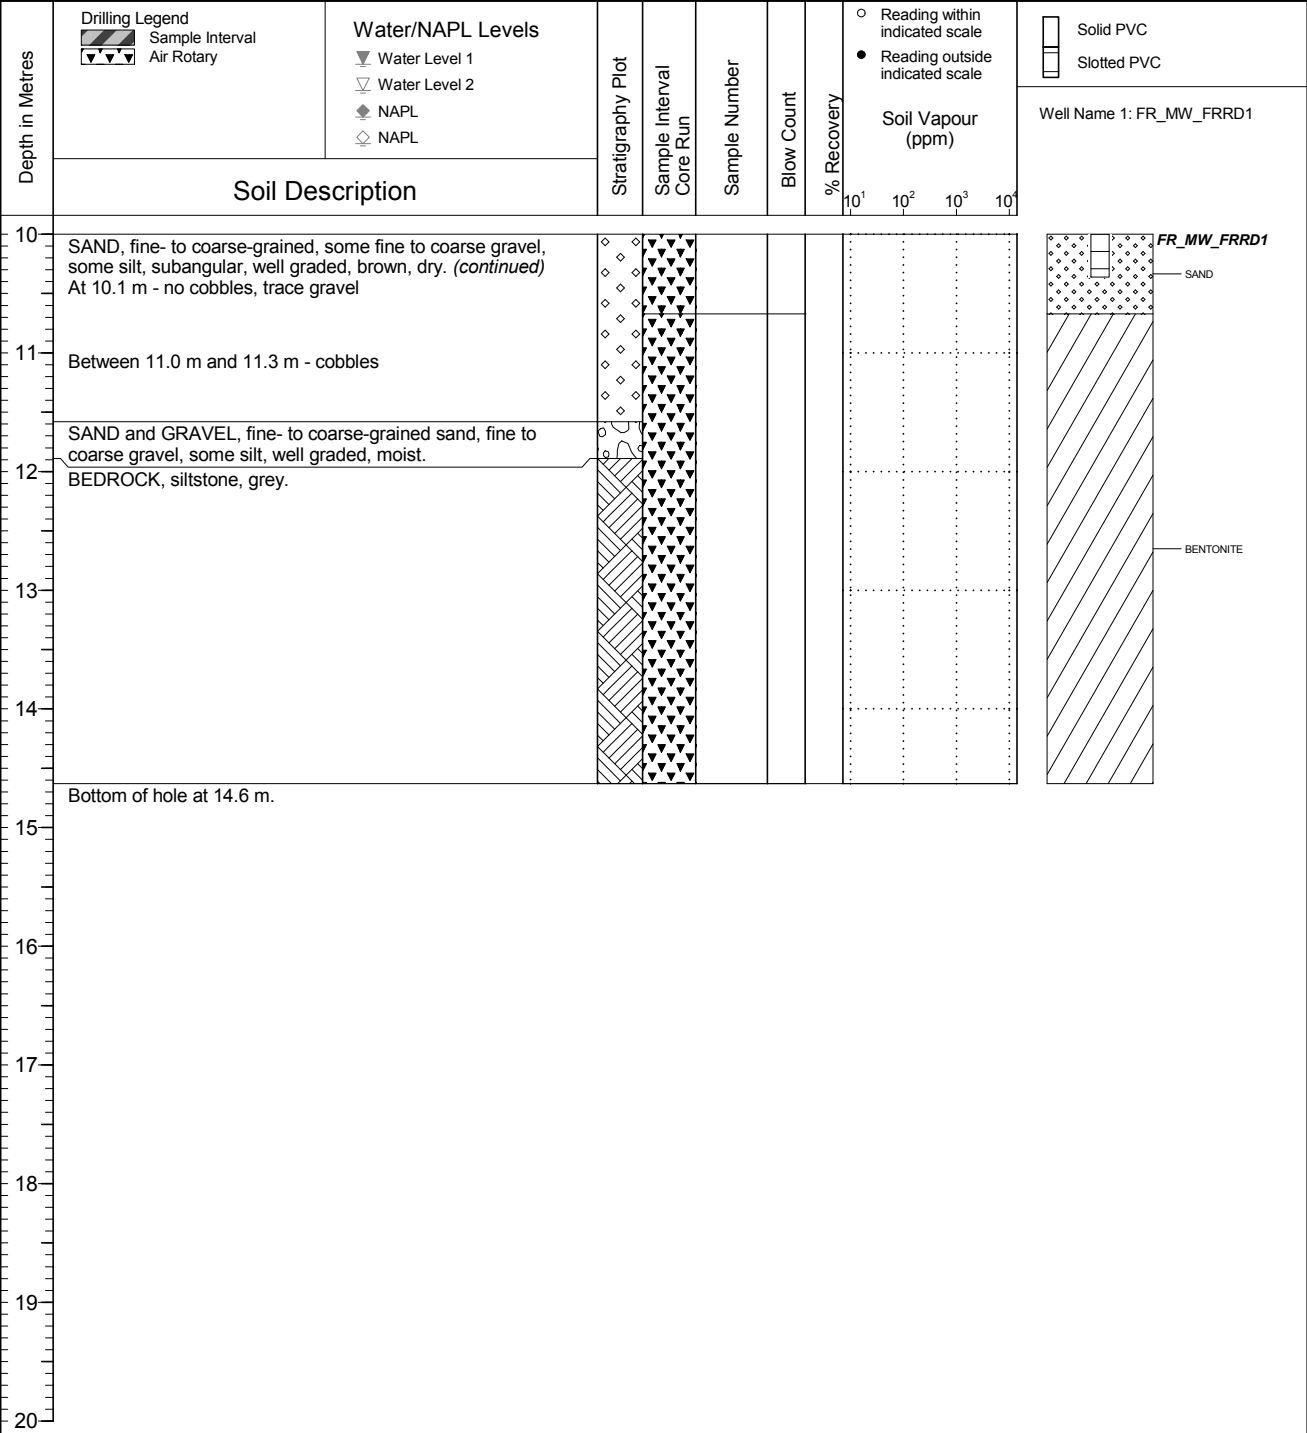 Depth in Metres
Drilling Legend
Sample Interval
Air Rotary
Water/NAPL Levels
Water Level 1
Water Level 2
NAPL
NAPL
Soil Description
Stratigraphy Plot
Sample Interval
Core Run
Sample Number
Blow Count
% Recovery
Reading within
indicated scale
Reading outside
indicated scale
Soil Vapour
(ppm)
10¹ 10² 10³ 10⁴
Solid PVC
Slotted PVC
Well Name 1: FR_MW_FRRD1
10
SAND, fine- to coarse-grained, some fine to coarse gravel,
some silt, subangular, well graded, brown, dry. (continued)
At 10.1 m - no cobbles, trace gravel
FR_MW_FRRD1
SAND
11
Between 11.0 m and 11.3 m - cobbles
SAND and GRAVEL, fine- to coarse-grained sand, fine to
coarse gravel, some silt, well graded, moist.
12
BEDROCK, siltstone, grey.
BENTONITE
13
14
Bottom of hole at 14.6 m.
15
16
17
18
19
20